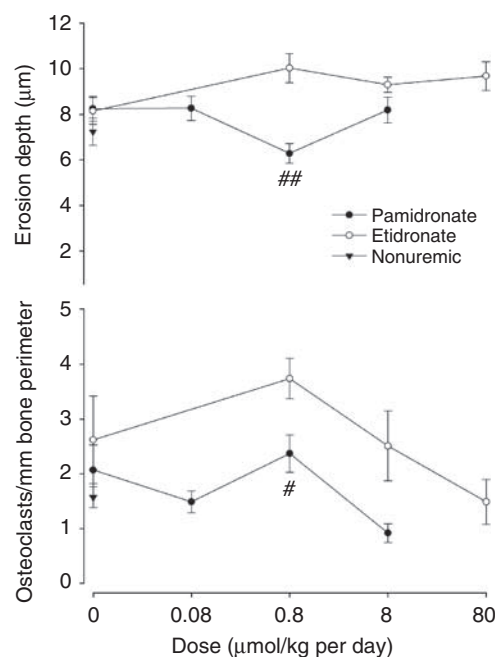 12
10
8
6
4
2
Erosion depth (μm)
##
Pamidronate
Etidronate
Nonuremic
5
4
3
2
1
0
Osteoclasts/mm bone perimeter
#
0 0.08 0.8 8 80
Dose (μmol/kg per day)